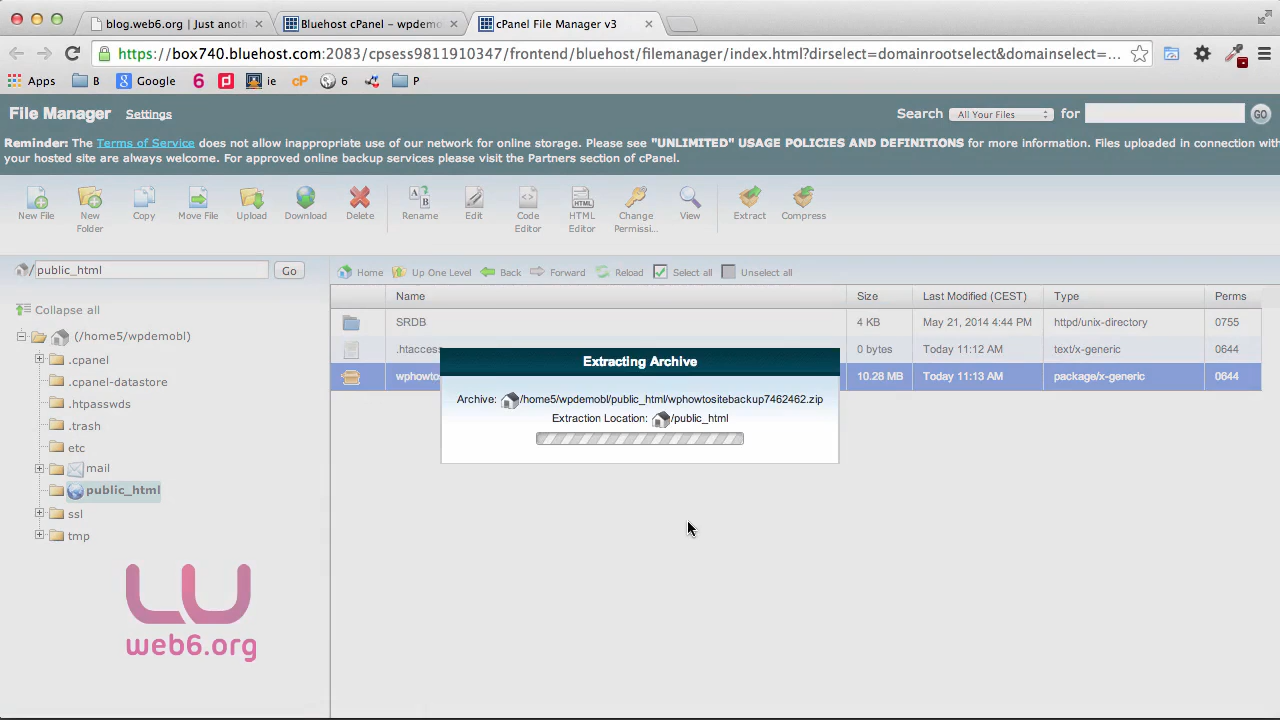 blog.web6.org | Just anoth
Bluehost cPanel – wpdemo
cPanel File Manager v3
https://box740.bluehost.com:2083/cpsess9811910347/frontend/bluehost/filemanager/index.html?dirselect=domainrootselect&domainselect=...
Apps B Google 6 ie cP 6 P
File Manager Settings Search All Your Files for GO
Reminder: The Terms of Service does not allow inappropriate use of our network for online storage. Please see "UNLIMITED" USAGE POLICIES AND DEFINITIONS for more information. Files uploaded in connection with
your hosted site are always welcome. For approved online backup services please visit the Partners section of cPanel.
New File
New
Folder
Copy
Move File
Upload
Download
Delete
Rename
Edit
Code
Editor
HTML
HTML
Editor
Change
Permissi...
View
Extract
Compress
/public_html Go
Home Up One Level Back Forward Reload Select all Unselect all
Collapse all
(/home5/wpdemobl)
.cpanel
.cpanel-datastore
.htpasswds
.trash
etc
mail
public_html
ssl
tmp
Name Size Last Modified (CEST) Type Perms
SRDB 4 KB May 21, 2014 4:44 PM httpd/unix-directory 0755
.htaccess 0 bytes Today 11:12 AM text/x-generic 0644
wphowto 10.28 MB Today 11:13 AM package/x-generic 0644
Extracting Archive
Archive: /home5/wpdemobl/public_html/wphowtositebackup7462462.zip
Extraction Location: /public_html
web6.org